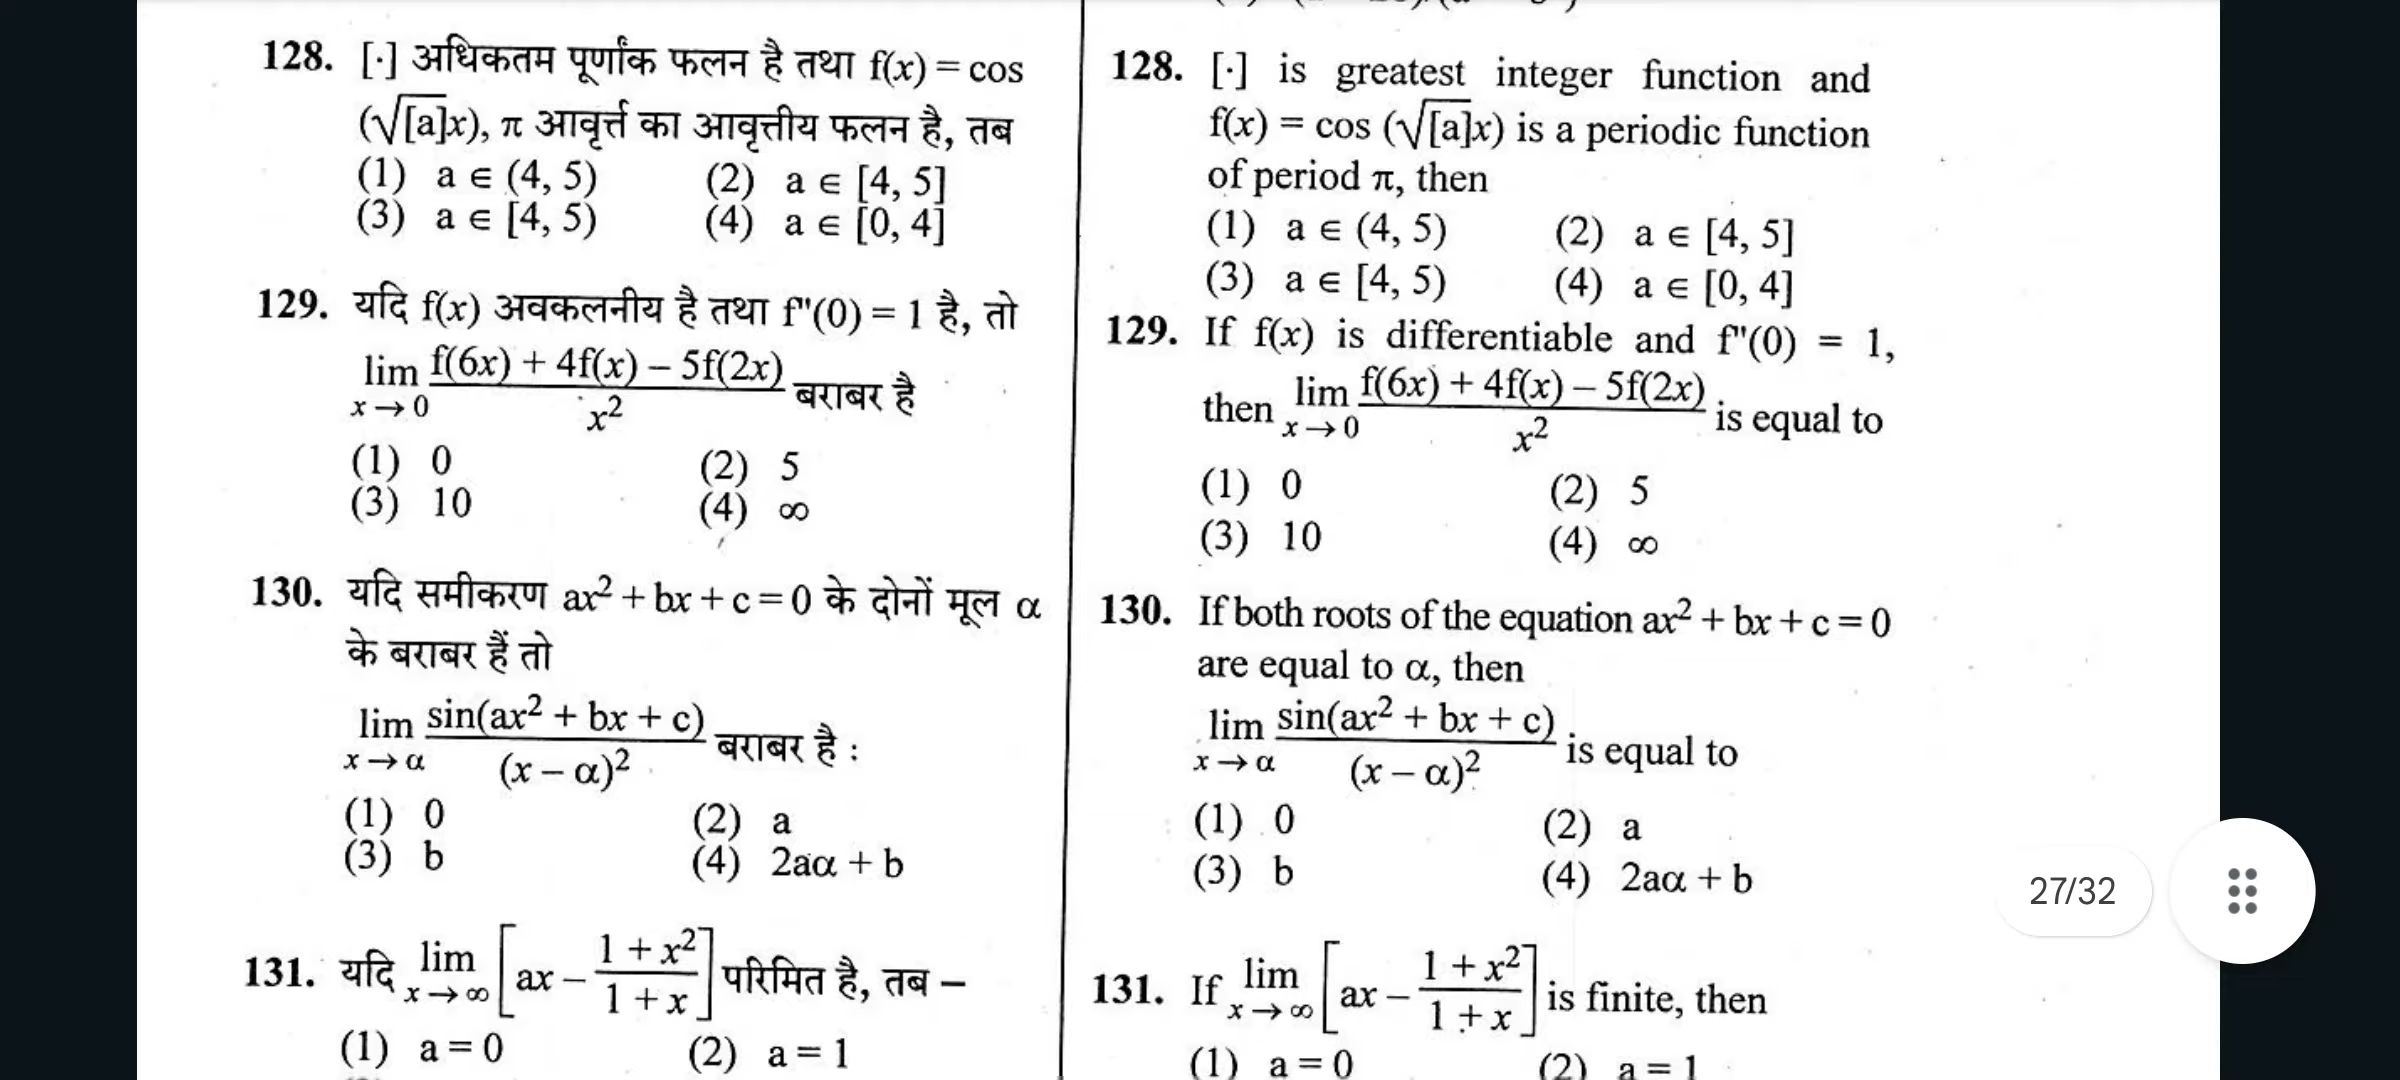 128. [·] अधिकतम पूर्णांक फलन है तथा f(x) = cos
(√[a]x), π आवृर्त्त का आवृत्तीय फलन है, तब
(1) a ∈ (4, 5) (2) a ∈ [4, 5]
(3) a ∈ [4, 5) (4) a ∈ [0, 4]
129. यदि f(x) अवकलनीय है तथा f"(0) = 1 है, तो
lim x→0 f(6x) + 4f(x) – 5f(2x) / x² बराबर है
(1) 0 (2) 5
(3) 10 (4) ∞
130. यदि समीकरण ax² + bx + c = 0 के दोनों मूल α
के बराबर हैं तो
lim x→α sin(ax² + bx + c) / (x – α)² बराबर है :
(1) 0 (2) a
(3) b (4) 2aα + b
131. यदि lim x→∞ [ax – 1 + x² / 1 + x] परिमित है, तब –
(1) a = 0 (2) a = 1
128. [·] is greatest integer function and
f(x) = cos (√[a]x) is a periodic function
of period π, then
(1) a ∈ (4, 5) (2) a ∈ [4, 5]
(3) a ∈ [4, 5) (4) a ∈ [0, 4]
129. If f(x) is differentiable and f"(0) = 1,
then lim x→0 f(6x) + 4f(x) – 5f(2x) / x² is equal to
(1) 0 (2) 5
(3) 10 (4) ∞
130. If both roots of the equation ax² + bx + c = 0
are equal to α, then
lim x→α sin(ax² + bx + c) / (x – α)² is equal to
(1) 0 (2) a
(3) b (4) 2aα + b
131. If lim x→∞ [ax – 1 + x² / 1 + x] is finite, then
(1) a = 0 (2) a = 1
27/32